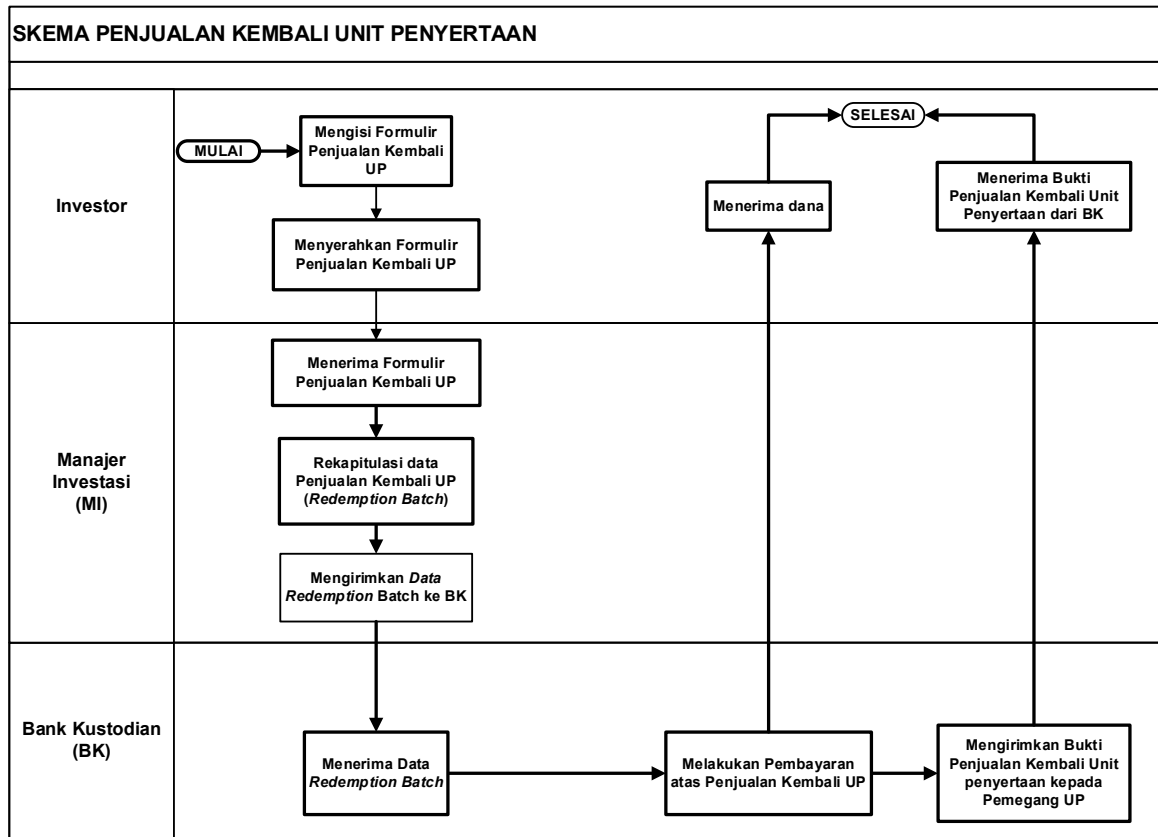 SKEMA PENJUALAN KEMBALI UNIT PENYERTAAN
Investor
MULAI
Mengisi Formulir
Penjualan Kembali
UP
Menyerahkan Formulir
Penjualan Kembali UP
SELESAI
Menerima dana
Menerima Bukti
Penjualan Kembali Unit
Penyertaan dari BK
Manajer
Investasi
(MI)
Menerima Formulir
Penjualan Kembali UP
Rekapitulasi data
Penjualan Kembali UP
(Redemption Batch)
Mengirimkan Data
Redemption Batch ke BK
Bank Kustodian
(BK)
Menerima Data
Redemption Batch
Melakukan Pembayaran
atas Penjualan Kembali UP
Mengirimkan Bukti
Penjualan Kembali Unit
penyertaan kepada
Pemegang UP